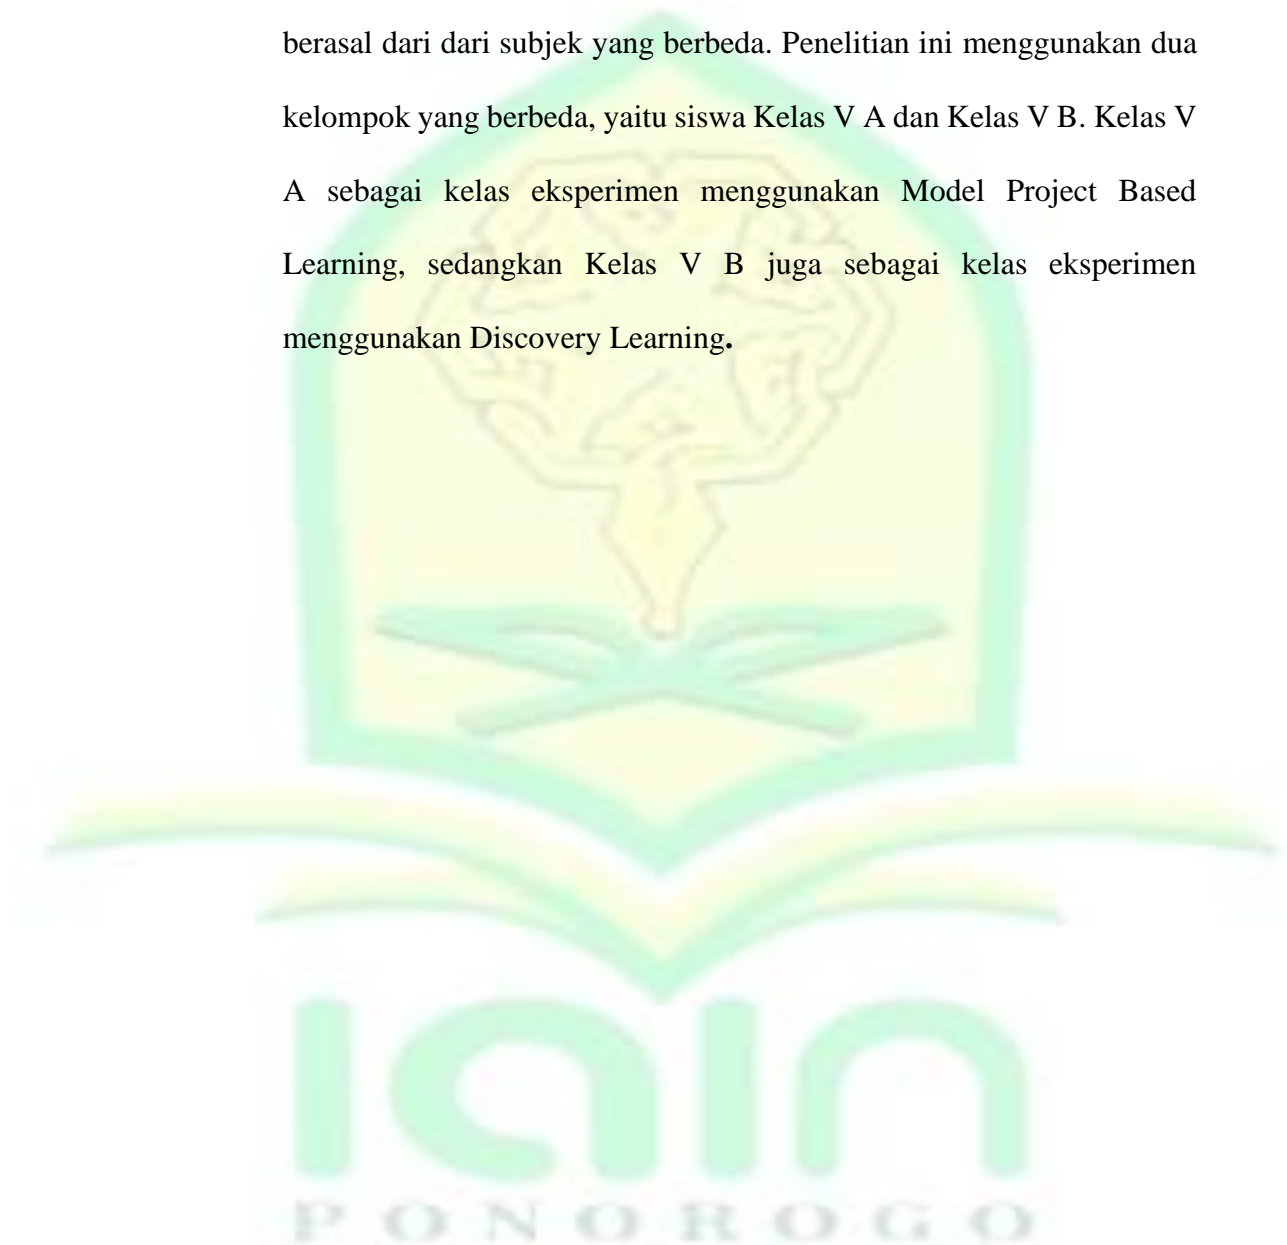 berasal dari dari subjek yang berbeda. Penelitian ini menggunakan dua
kelompok yang berbeda, yaitu siswa Kelas V A dan Kelas V B. Kelas V
A sebagai kelas eksperimen menggunakan Model Project Based
Learning, sedangkan Kelas V B juga sebagai kelas eksperimen
menggunakan Discovery Learning.
iain
PONOROGO